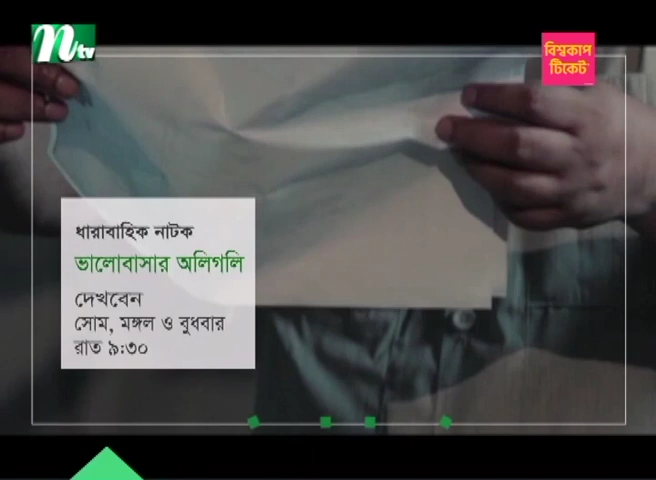 ntv
বিশ্বকাপ
টিকেট
ধারাবাহিক নাটক
ভালোবাসার অলিগলি
দেখবেন
সোম, মঙ্গল ও বুধবার
রাত ৯:৩০